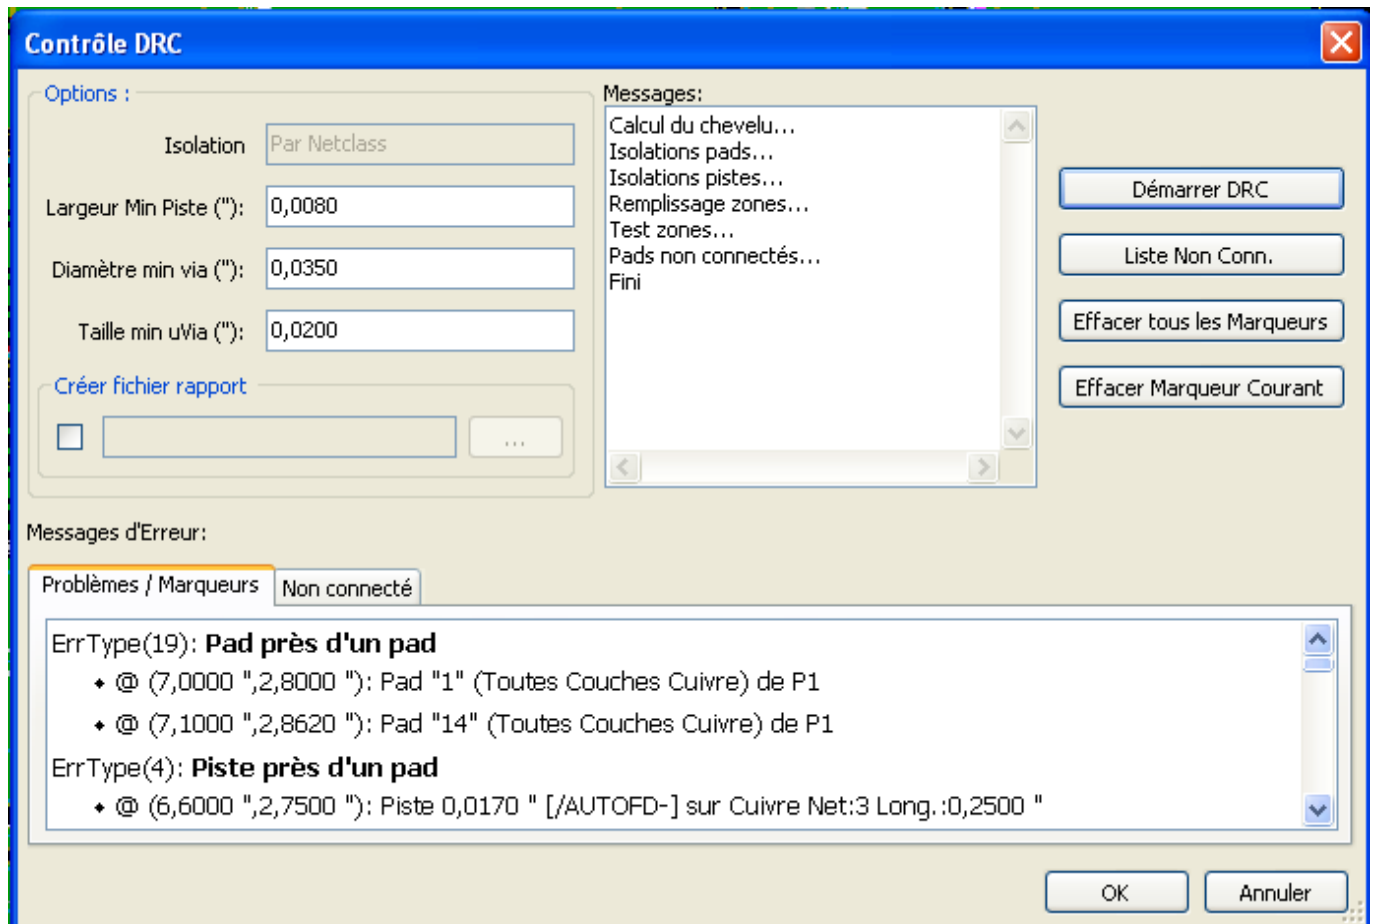 Contrôle DRC
Options :
Isolation
Par Netclass
Largeur Min Piste ("):
0,0080
Diamètre min via ("):
0,0350
Taille min uVia ("):
0,0200
Créer fichier rapport
...
Messages:
Calcul du chevelu...
Isolations pads...
Isolations pistes...
Remplissage zones...
Test zones...
Pads non connectés...
Fini
Démarrer DRC
Liste Non Conn.
Effacer tous les Marqueurs
Effacer Marqueur Courant
Messages d'Erreur:
Problèmes / Marqueurs
Non connecté
ErrType(19): Pad près d'un pad
@ (7,0000 ",2,8000 "): Pad "1" (Toutes Couches Cuivre) de P1
@ (7,1000 ",2,8620 "): Pad "14" (Toutes Couches Cuivre) de P1
ErrType(4): Piste près d'un pad
@ (6,6000 ",2,7500 "): Piste 0,0170 " [/AUTOFD-] sur Cuivre Net:3 Long.:0,2500 "
OK
Annuler